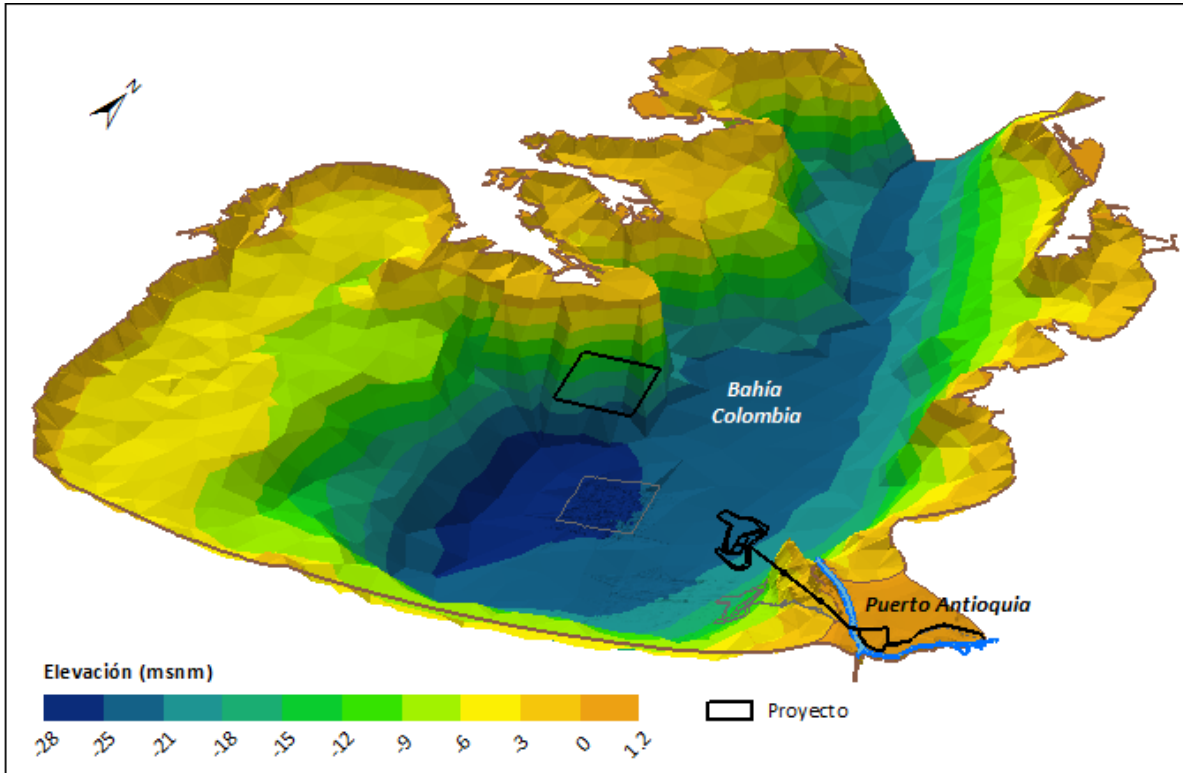 N
Bahía
Colombia
Puerto Antioquia
Elevación (msnm)
-28 -25 -21 -18 -15 -12 -9 -6 -3 0 1.2
Proyecto